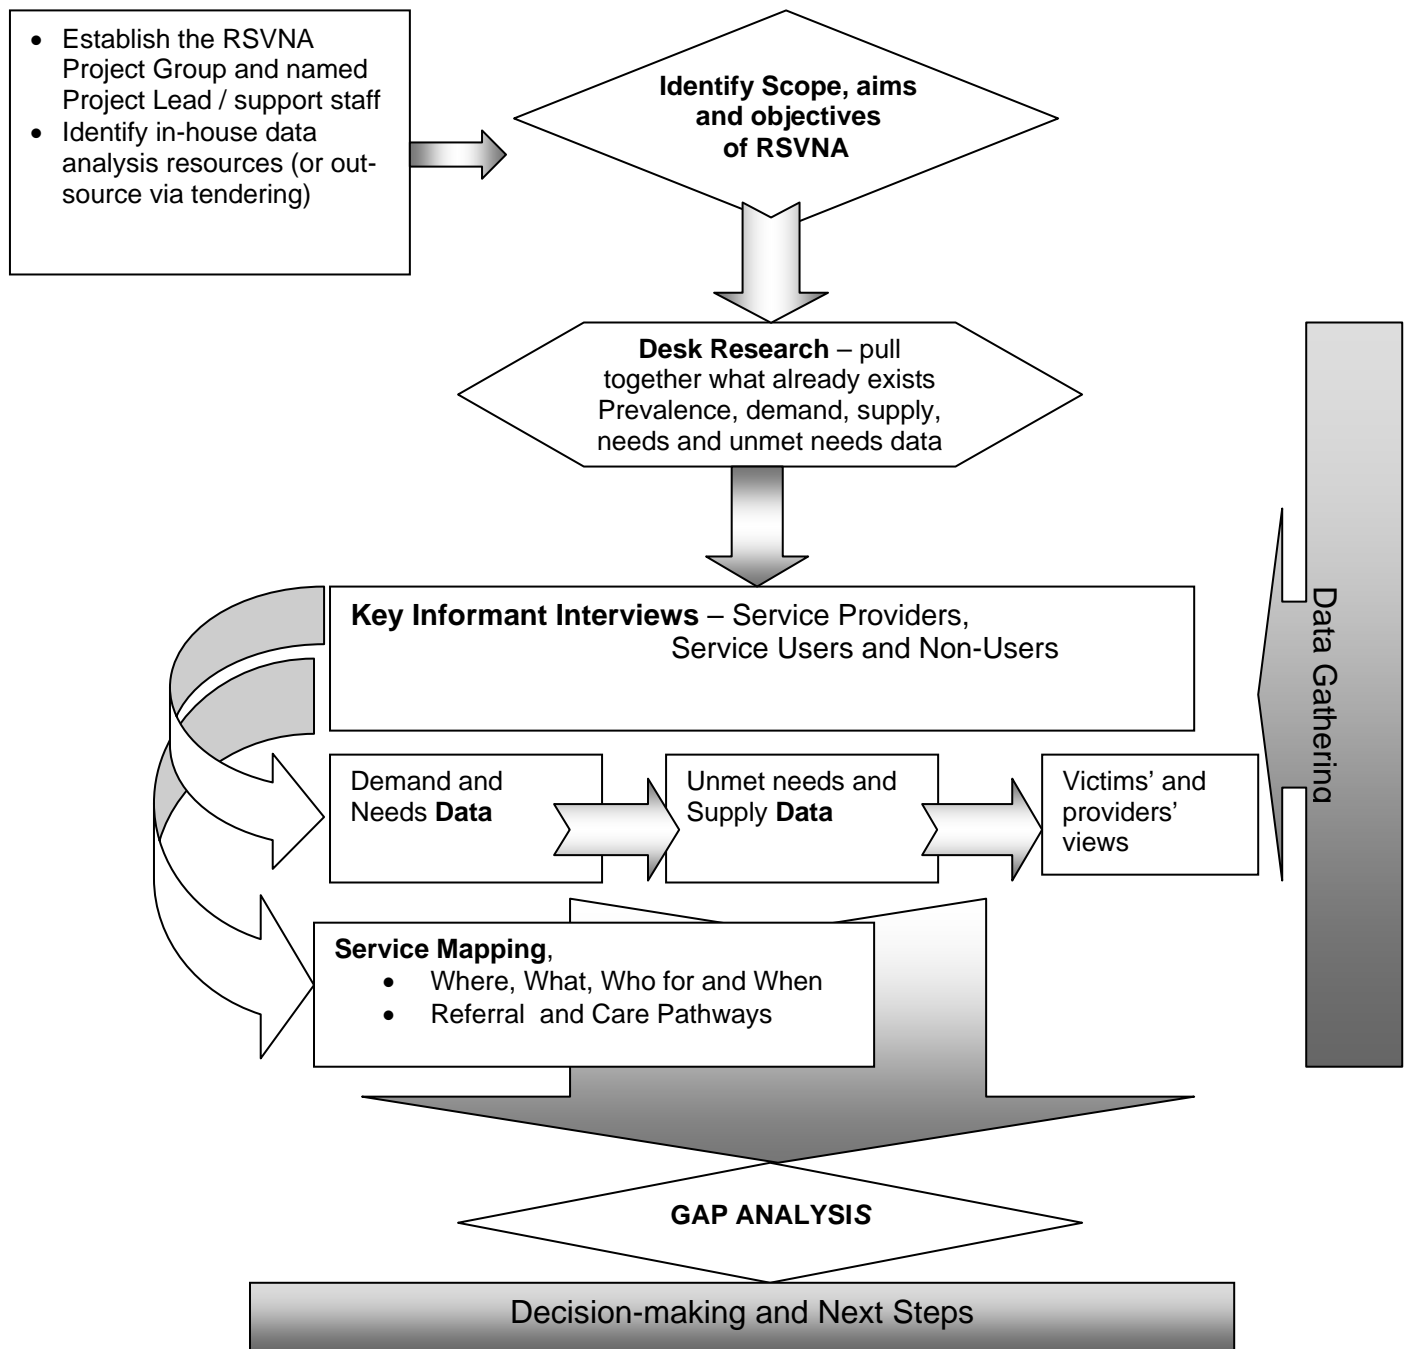 • Establish the RSVNA
Project Group and named
Project Lead / support staff
• Identify in-house data
analysis resources (or out-
source via tendering)
Identify Scope, aims
and objectives
of RSVNA
Desk Research – pull
together what already exists
Prevalence, demand, supply,
needs and unmet needs data
Key Informant Interviews – Service Providers,
Service Users and Non-Users
Data Gathering
Demand and
Needs Data
Unmet needs and
Supply Data
Victims’ and
providers’
views
Service Mapping,
• Where, What, Who for and When
• Referral and Care Pathways
GAP ANALYSIS
Decision-making and Next Steps